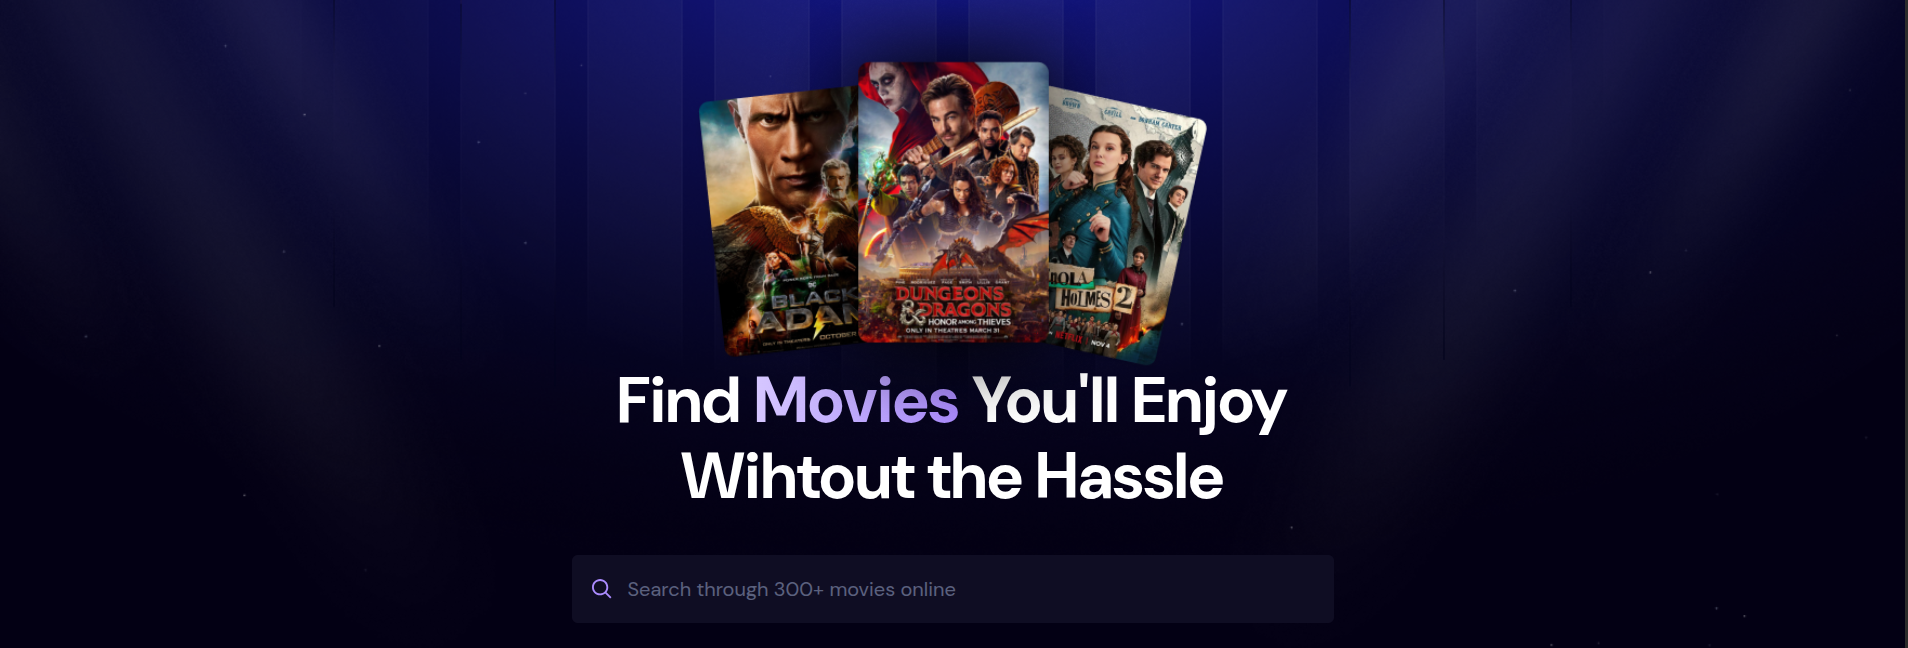 BLACK
ADAM
ONLY IN THEATERS OCTOBER
DUNGEONS
& DRAGONS
HONOR AMONG THIEVES
ONLY IN THEATRES MARCH 31
HOLMES 2
NETFLIX NOV 4
Find Movies You'll Enjoy
Wihtout the Hassle
Search through 300+ movies online